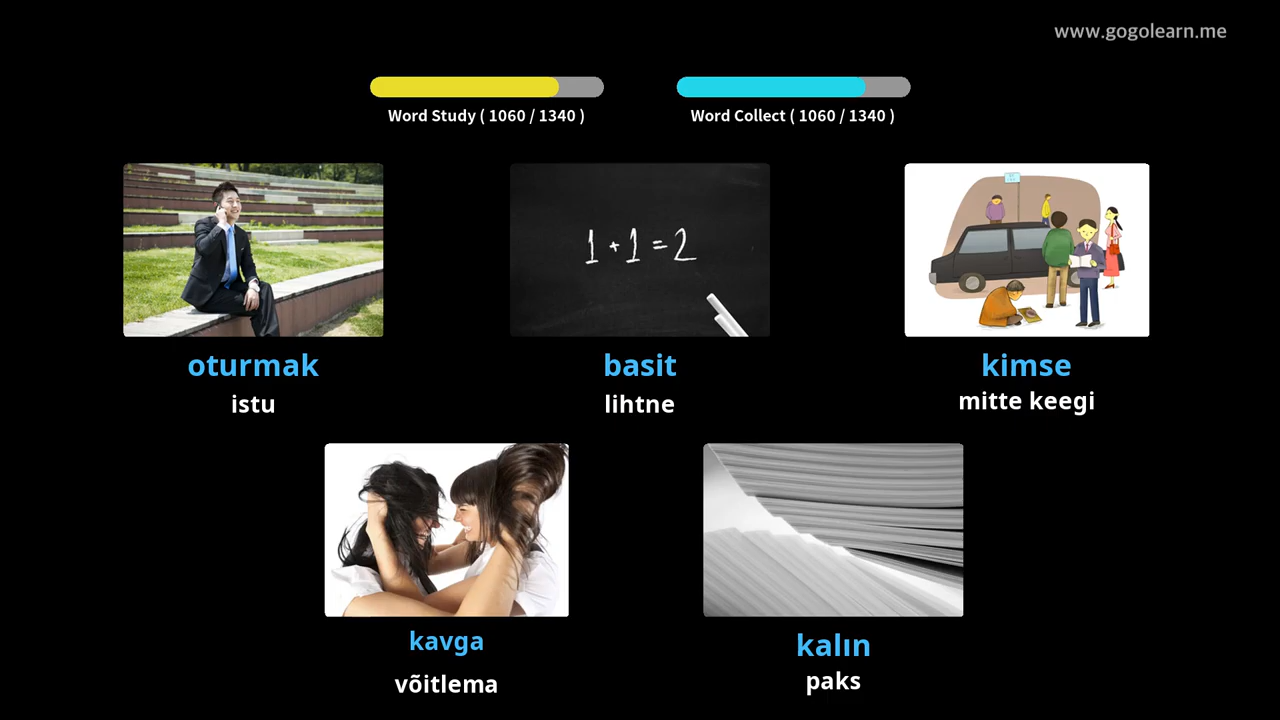 www.gogolearn.me
Word Study ( 1060 / 1340 )
Word Collect ( 1060 / 1340 )
1+1=2
oturmak
istu
basit
lihtne
kimse
mitte keegi
kavga
võitlema
kalın
paks